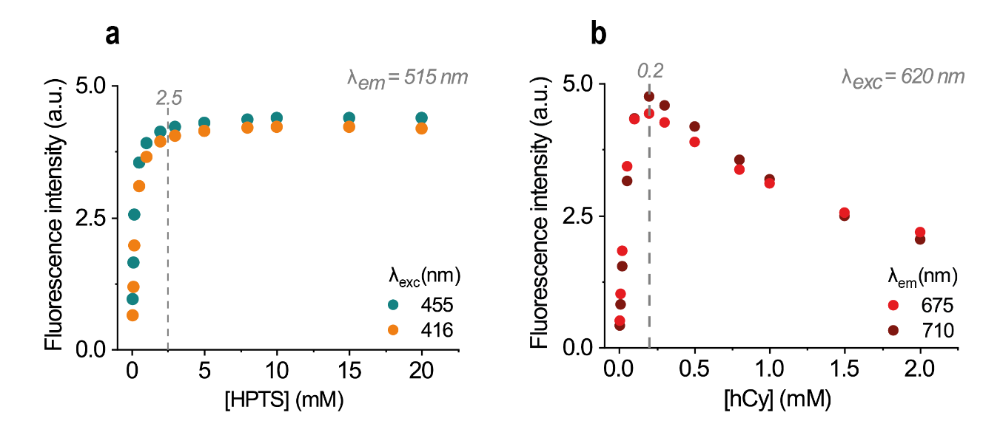 a
λem = 515 nm
2.5
Fluorescence intensity (a.u.)
5.0
2.5
0.0
λexc(nm)
455
416
0 5 10 15 20
[HPTS] (mM)
b
λexc = 620 nm
0.2
Fluorescence intensity (a.u.)
5.0
2.5
0.0
λem(nm)
675
710
0.0 0.5 1.0 1.5 2.0
[hCy] (mM)